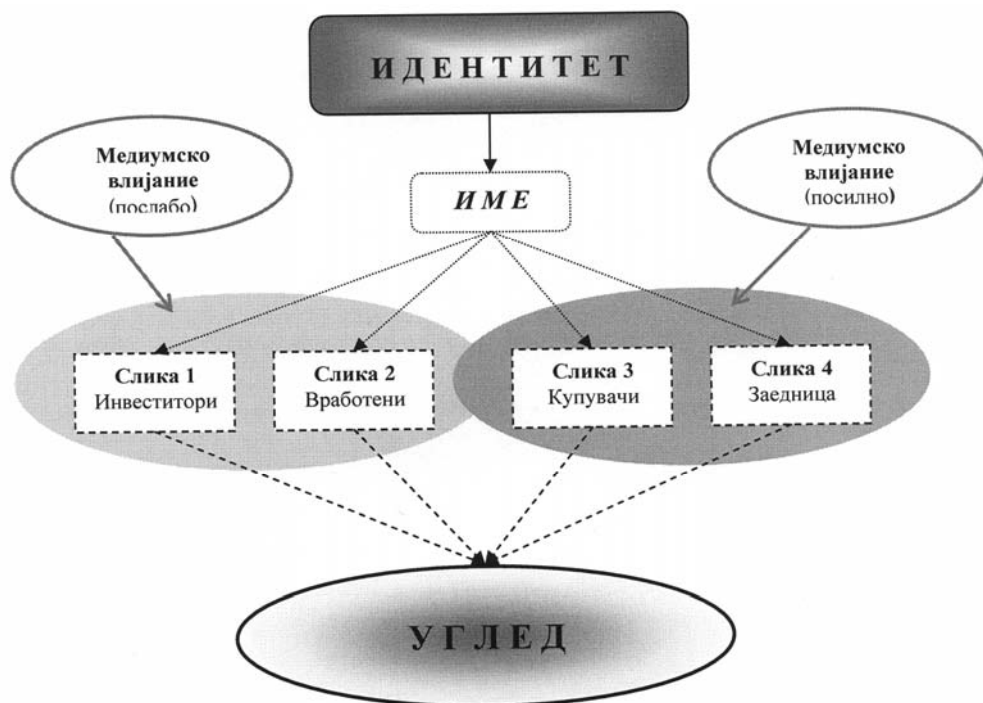 ИДЕНТИТЕТ
Медиумско
влијание
(послабо)
Медиумско
влијание
(посилно)
ИМЕ
Слика 1
Инвеститори
Слика 2
Вработени
Слика 3
Купувачи
Слика 4
Заедница
УГЛЕД